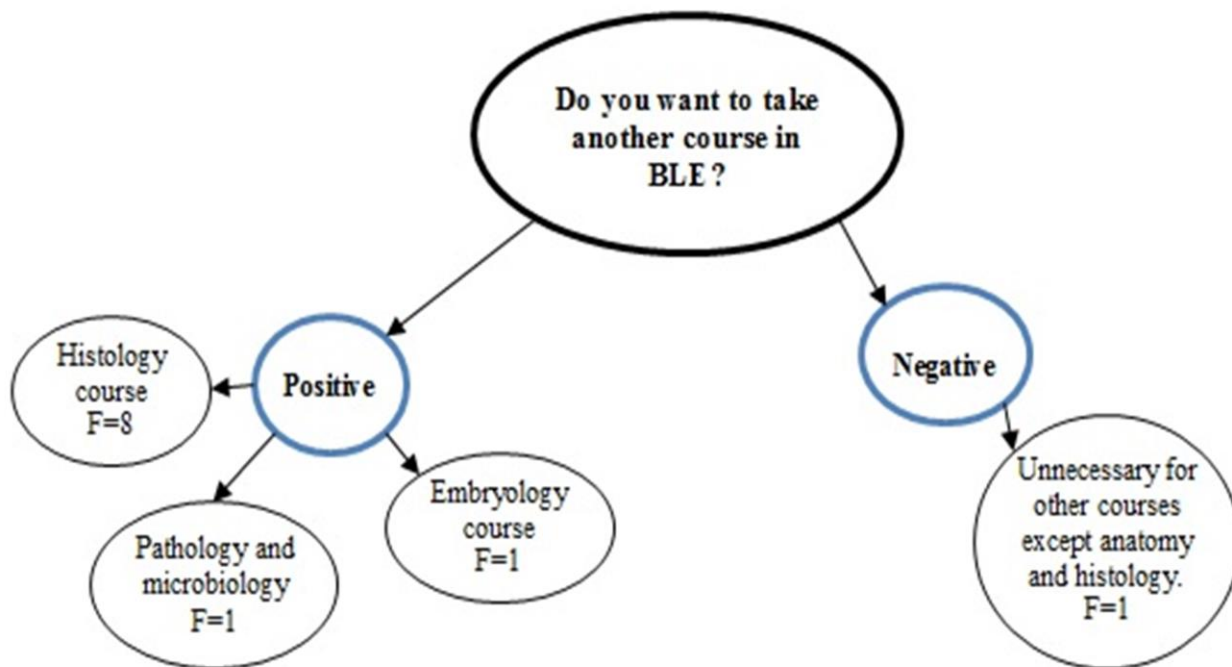 Do you want to take
another course in
BLE ?
Positive
Negative
Histology
course
F=8
Pathology and
microbiology
F=1
Embryology
course
F=1
Unnecessary for
other courses
except anatomy
and histology.
F=1